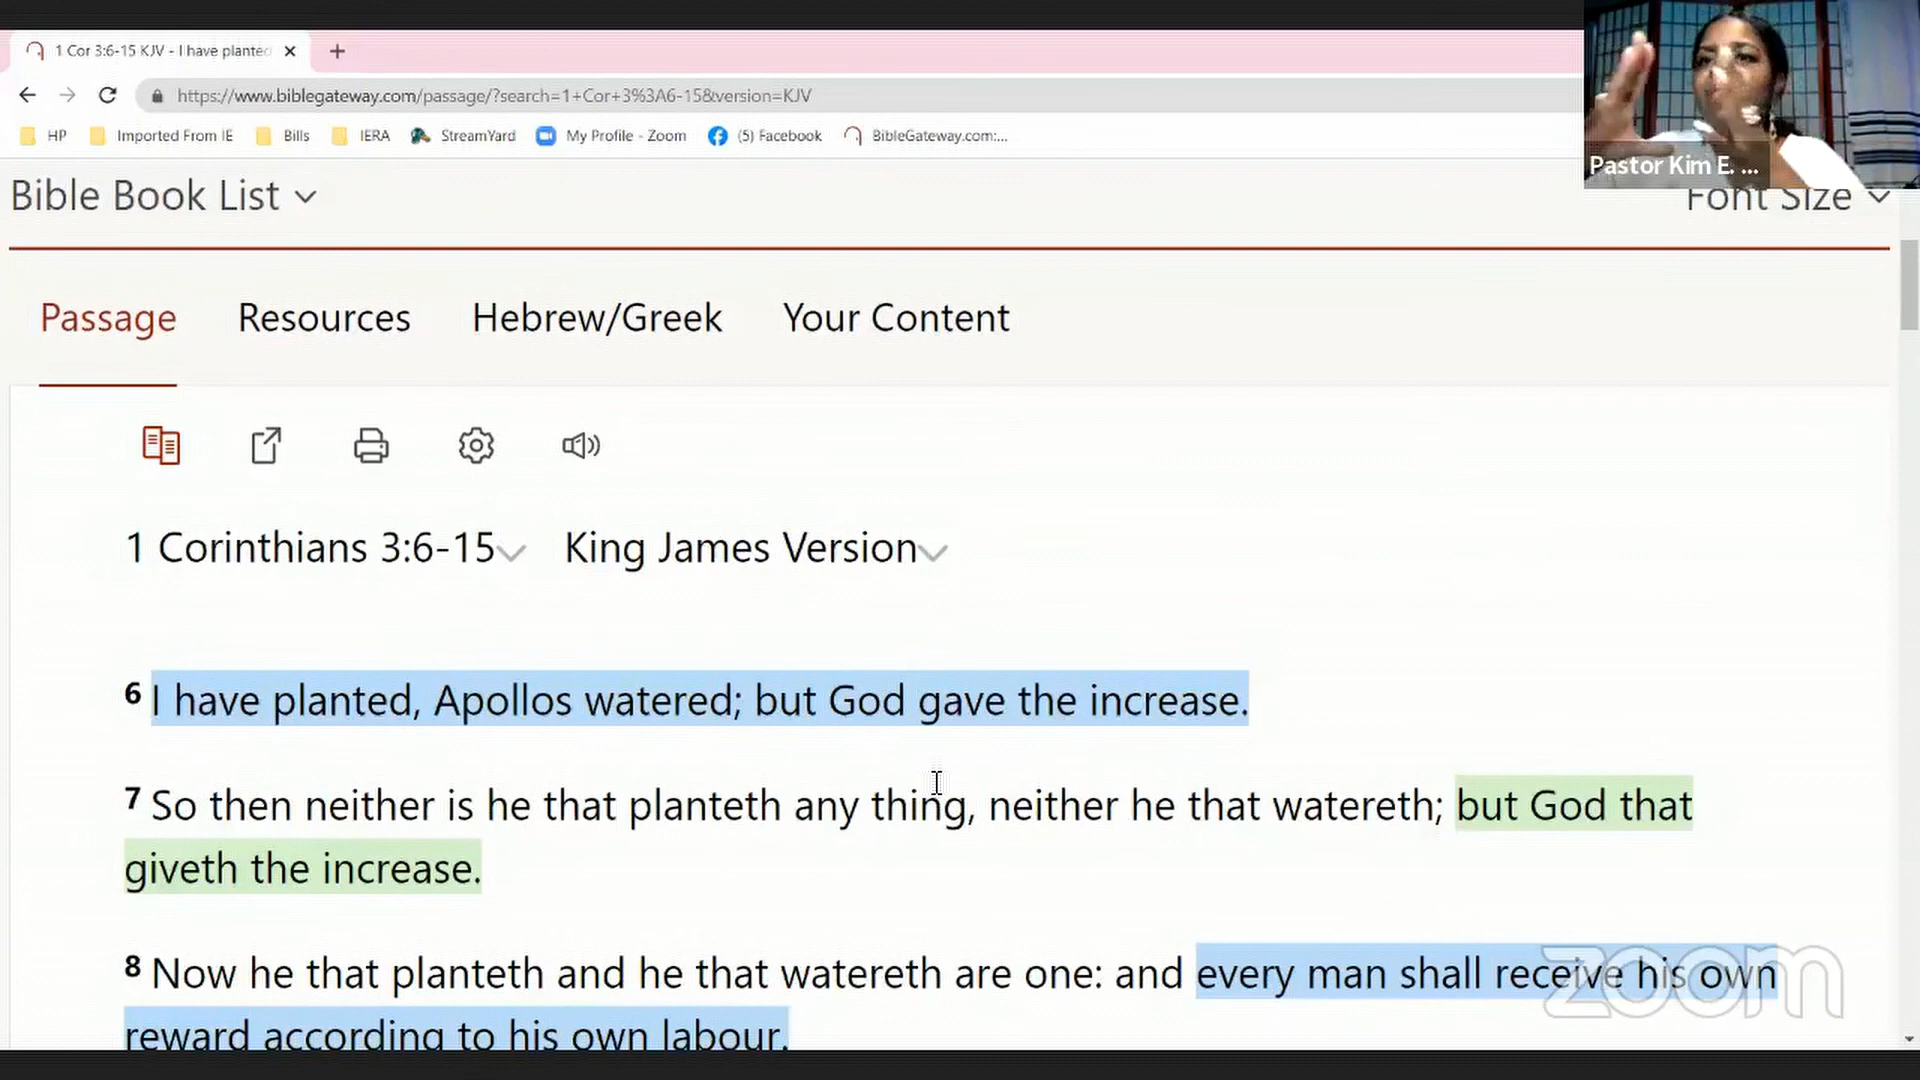 1 Cor 3:6-15 KJV - I have planted
https://www.biblegateway.com/passage/?search=1+Cor+3%3A6-15&version=KJV
HP Imported From IE Bills IERA StreamYard My Profile - Zoom (5) Facebook BibleGateway.com:...
Pastor Kim E. ...
Bible Book List Font Size
Passage Resources Hebrew/Greek Your Content
1 Corinthians 3:6-15 King James Version
6 I have planted, Apollos watered; but God gave the increase.
7 So then neither is he that planteth any thing, neither he that watereth; but God that
giveth the increase.
8 Now he that planteth and he that watereth are one: and every man shall receive his own
reward according to his own labour.
zoom